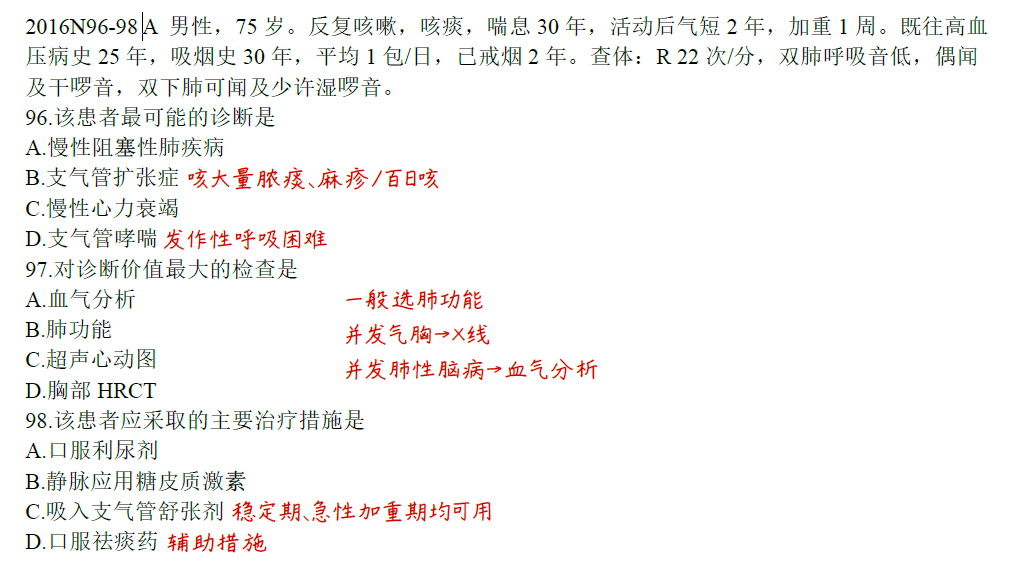 2016N96-98 A 男性，75 岁。反复咳嗽，咳痰，喘息 30 年，活动后气短 2 年，加重 1 周。既往高血
压病史 25 年，吸烟史 30 年，平均 1 包/日，已戒烟 2 年。查体：R 22 次/分，双肺呼吸音低，偶闻
及干啰音，双下肺可闻及少许湿啰音。
96.该患者最可能的诊断是
A.慢性阻塞性肺疾病
B.支气管扩张症 咳大量脓痰、麻疹/百日咳
C.慢性心力衰竭
D.支气管哮喘 发作性呼吸困难
97.对诊断价值最大的检查是
A.血气分析 一般选肺功能
B.肺功能 并发气胸→X线
C.超声心动图 并发肺性脑病→血气分析
D.胸部 HRCT
98.该患者应采取的主要治疗措施是
A.口服利尿剂
B.静脉应用糖皮质激素
C.吸入支气管舒张剂 稳定期、急性加重期均可用
D.口服祛痰药 辅助措施